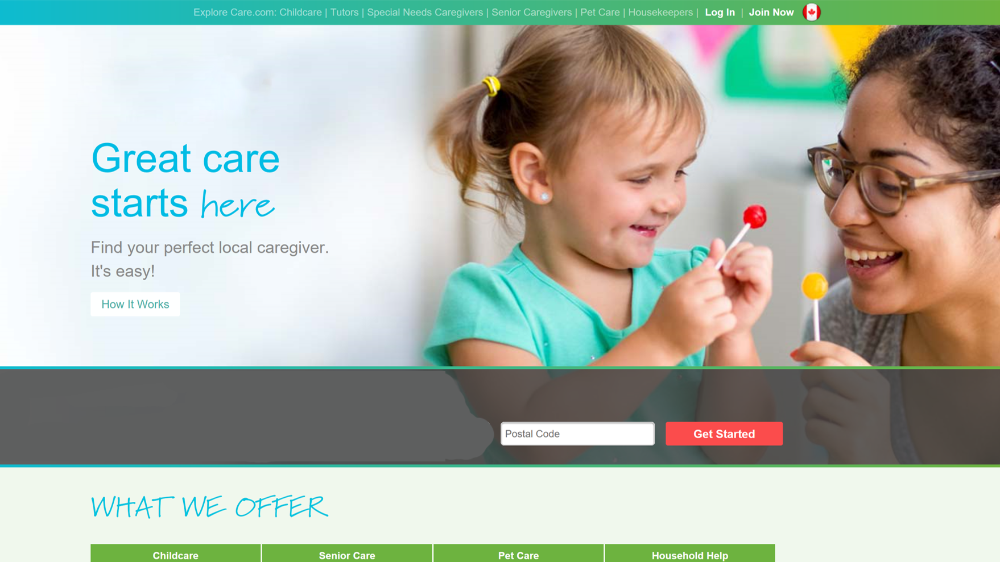 Explore Care.com: Childcare | Tutors | Special Needs Caregivers | Senior Caregivers | Pet Care | Housekeepers | Log In | Join Now
Great care
starts here
Find your perfect local caregiver.
It's easy!
How It Works
Postal Code
Get Started
WHAT WE OFFER
Childcare
Senior Care
Pet Care
Household Help